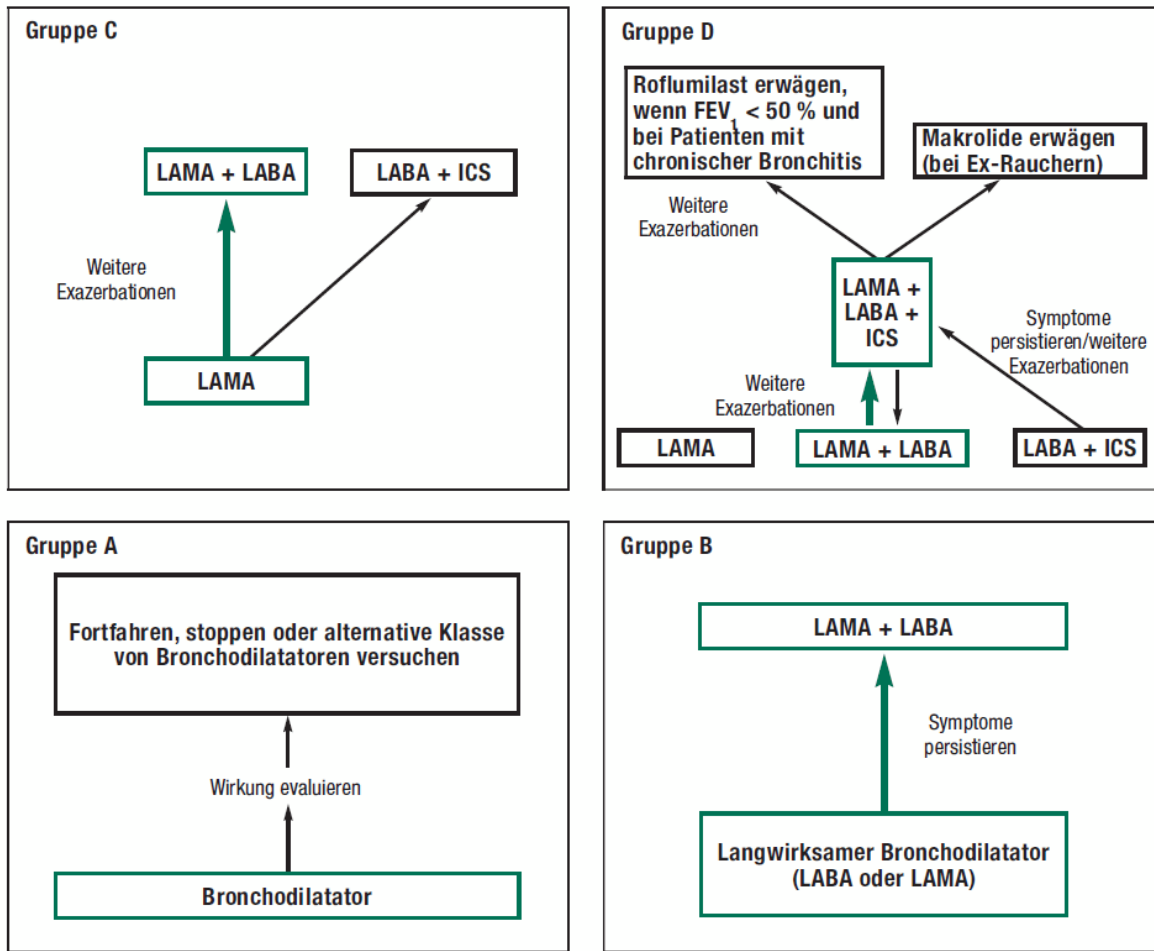 Gruppe C
LAMA + LABA
LABA + ICS
Weitere
Exazerbationen
LAMA
Gruppe D
Roflumilast erwägen,
wenn FEV1 < 50 % und
bei Patienten mit
chronischer Bronchitis
Makrolide erwägen
(bei Ex-Rauchern)
Weitere
Exazerbationen
LAMA +
LABA +
ICS
Symptome
persistieren/weitere
Exazerbationen
Weitere
Exazerbationen
LAMA
LAMA + LABA
LABA + ICS
Gruppe A
Fortfahren, stoppen oder alternative Klasse
von Bronchodilatatoren versuchen
Wirkung evaluieren
Bronchodilatator
Gruppe B
LAMA + LABA
Symptome
persistieren
Langwirksamer Bronchodilatator
(LABA oder LAMA)